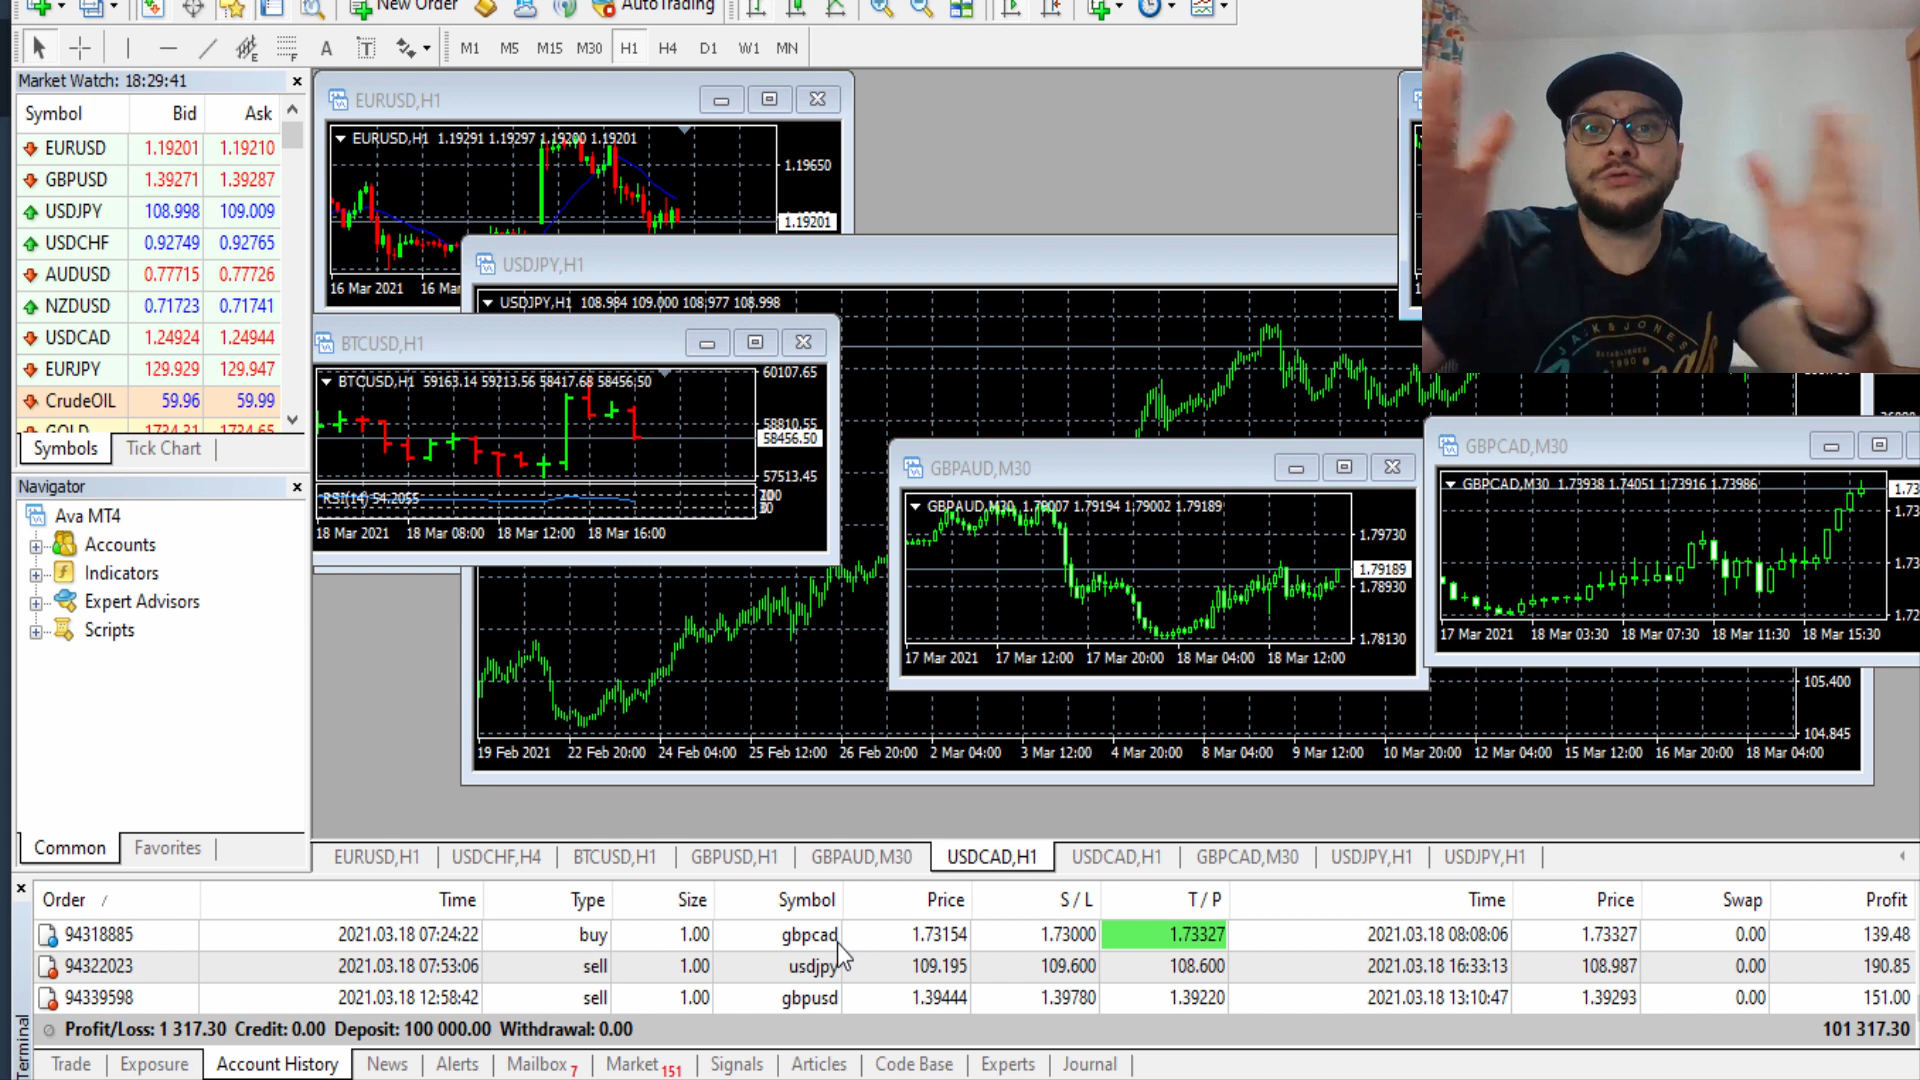 New Order
AutoTrading
A T E F
M1 M5 M15 M30 H1 H4 D1 W1 MN
Market Watch: 18:29:41
Symbol Bid Ask
EURUSD 1.19201 1.19210
GBPUSD 1.39271 1.39287
USDJPY 108.998 109.009
USDCHF 0.92749 0.92765
AUDUSD 0.77715 0.77726
NZDUSD 0.71723 0.71741
USDCAD 1.24924 1.24944
EURJPY 129.929 129.947
CrudeOIL 59.96 59.99
GOLD 1734.31 1734.65
Symbols Tick Chart
Navigator
Ava MT4
Accounts
Indicators
Expert Advisors
Scripts
Common Favorites
EURUSD,H1
EURUSD,H1 1.19291 1.19297 1.19200 1.19201
1.19650
1.19201
16 Mar 2021 16 Mar
USDJPY,H1
USDJPY,H1 108.984 109.000 108.977 108.998
105.400
104.845
19 Feb 2021 22 Feb 20:00 24 Feb 04:00 25 Feb 12:00 26 Feb 20:00 2 Mar 04:00 3 Mar 12:00 4 Mar 20:00 8 Mar 04:00 9 Mar 12:00 10 Mar 20:00 12 Mar 04:00 15 Mar 12:00 16 Mar 20:00 18 Mar 04:00
BTCUSD,H1
BTCUSD,H1 59163.14 59213.56 58417.68 58456.50
60107.65
58810.55
58456.50
57513.45
RSI(14) 54.2055
18 Mar 2021 18 Mar 08:00 18 Mar 12:00 18 Mar 16:00
GBPAUD,M30
GBPAUD,M30 1.79007 1.79194 1.79002 1.79189
1.79730
1.79189
1.78930
1.78130
17 Mar 2021 17 Mar 12:00 17 Mar 20:00 18 Mar 04:00 18 Mar 12:00
GBPCAD,M30
GBPCAD,M30 1.73938 1.74051 1.73916 1.73986
17 Mar 2021 18 Mar 03:30 18 Mar 07:30 18 Mar 11:30 18 Mar 15:30
JACK & JONES
ESTABLISHED
1990
EURUSD,H1 USDCHF,H4 BTCUSD,H1 GBPUSD,H1 GBPAUD,M30 USDCAD,H1 USDCAD,H1 GBPCAD,M30 USDJPY,H1 USDJPY,H1
Order / Time Type Size Symbol Price S / L T / P Time Price Swap Profit
94318885 2021.03.18 07:24:22 buy 1.00 gbpcad 1.73154 1.73000 1.73327 2021.03.18 08:08:06 1.73327 0.00 139.48
94322023 2021.03.18 07:53:06 sell 1.00 usdjpy 109.195 109.600 108.600 2021.03.18 16:33:13 108.987 0.00 190.85
94339598 2021.03.18 12:58:42 sell 1.00 gbpusd 1.39444 1.39780 1.39220 2021.03.18 13:10:47 1.39293 0.00 151.00
Profit/Loss: 1 317.30 Credit: 0.00 Deposit: 100 000.00 Withdrawal: 0.00 101 317.30
Terminal
Trade Exposure Account History News Alerts Mailbox 7 Market 151 Signals Articles Code Base Experts Journal